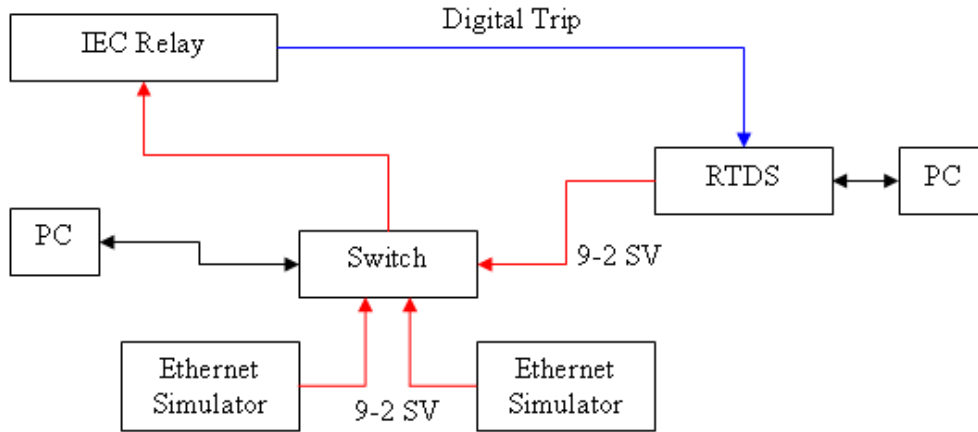 Digital Trip
IEC Relay
RTDS
PC
PC
Switch
9-2 SV
Ethernet
Simulator
Ethernet
Simulator
9-2 SV